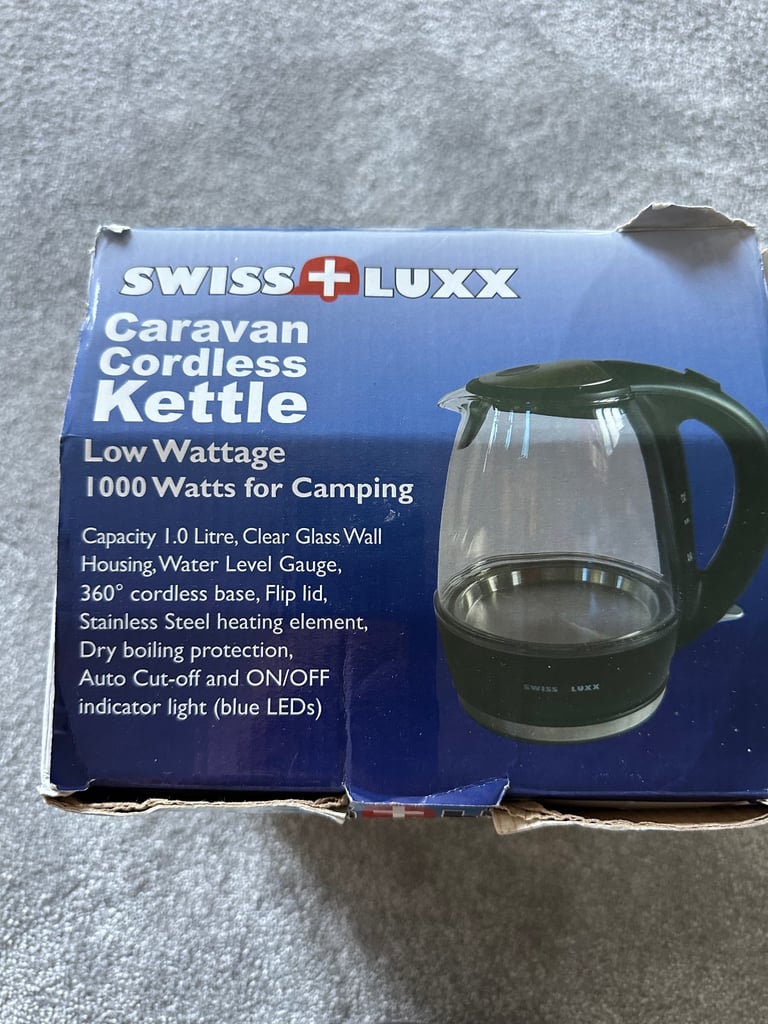 SWISS LUXX
Caravan
Cordless
Kettle
Low Wattage
1000 Watts for Camping
Capacity 1.0 Litre, Clear Glass Wall
Housing, Water Level Gauge,
360° cordless base, Flip lid,
Stainless Steel heating element,
Dry boiling protection,
Auto Cut-off and ON/OFF
indicator light (blue LEDs)
SWISS LUXX